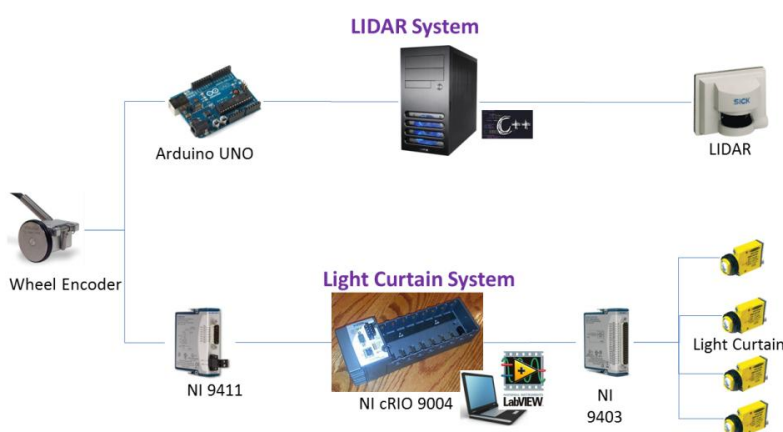 LIDAR System
C++
SICK
Arduino UNO
LIDAR
Wheel Encoder
Light Curtain System
Light Curtain
NI 9411
NI cRIO 9004
LabVIEW
NI
9403